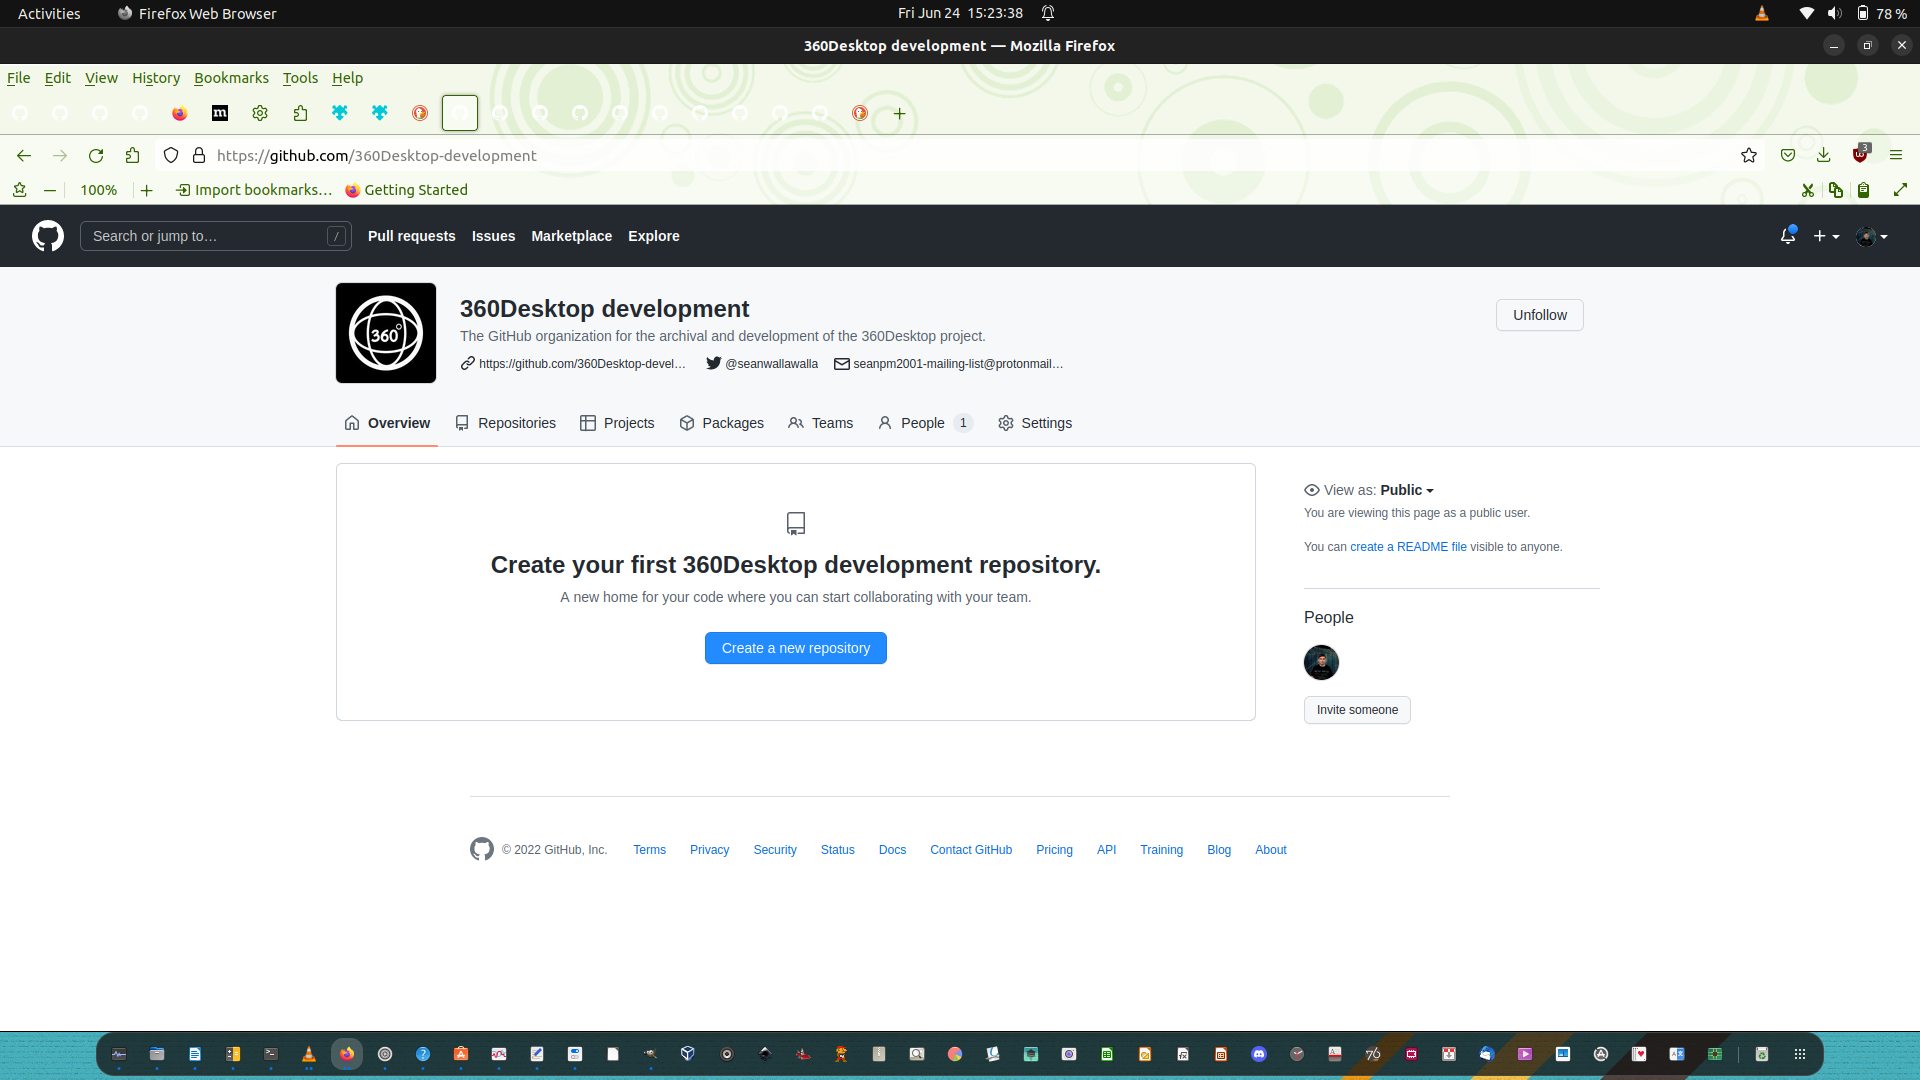 Activities Firefox Web Browser Fri Jun 24 15:23:38 78 %
360Desktop development — Mozilla Firefox
File Edit View History Bookmarks Tools Help
m
https://github.com/360Desktop-development 3
100% Import bookmarks… Getting Started
Search or jump to… / Pull requests Issues Marketplace Explore
360°
360Desktop development
Unfollow
The GitHub organization for the archival and development of the 360Desktop project.
https://github.com/360Desktop-devel… @seanwallawalla seanpm2001-mailing-list@protonmail…
Overview Repositories Projects Packages Teams People 1 Settings
View as: Public
You are viewing this page as a public user.
You can create a README file visible to anyone.
Create your first 360Desktop development repository.
A new home for your code where you can start collaborating with your team.
Create a new repository
People
Invite someone
© 2022 GitHub, Inc. Terms Privacy Security Status Docs Contact GitHub Pricing API Training Blog About
76